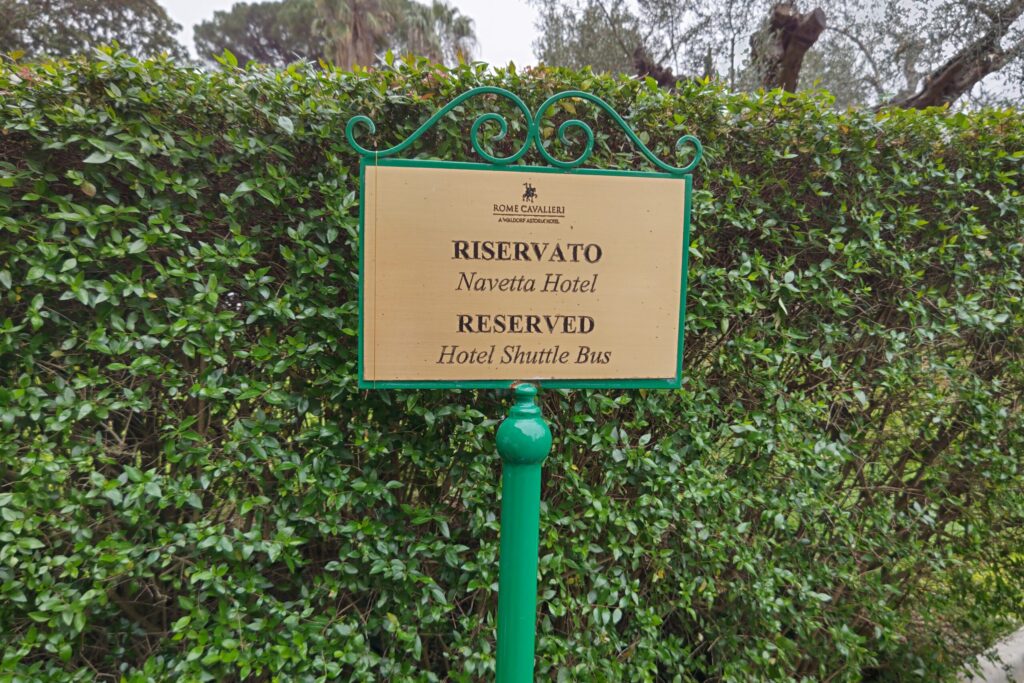 ROME CAVALIERI
A WALDORF ASTORIA HOTEL
RISERVATO
Navetta Hotel
RESERVED
Hotel Shuttle Bus